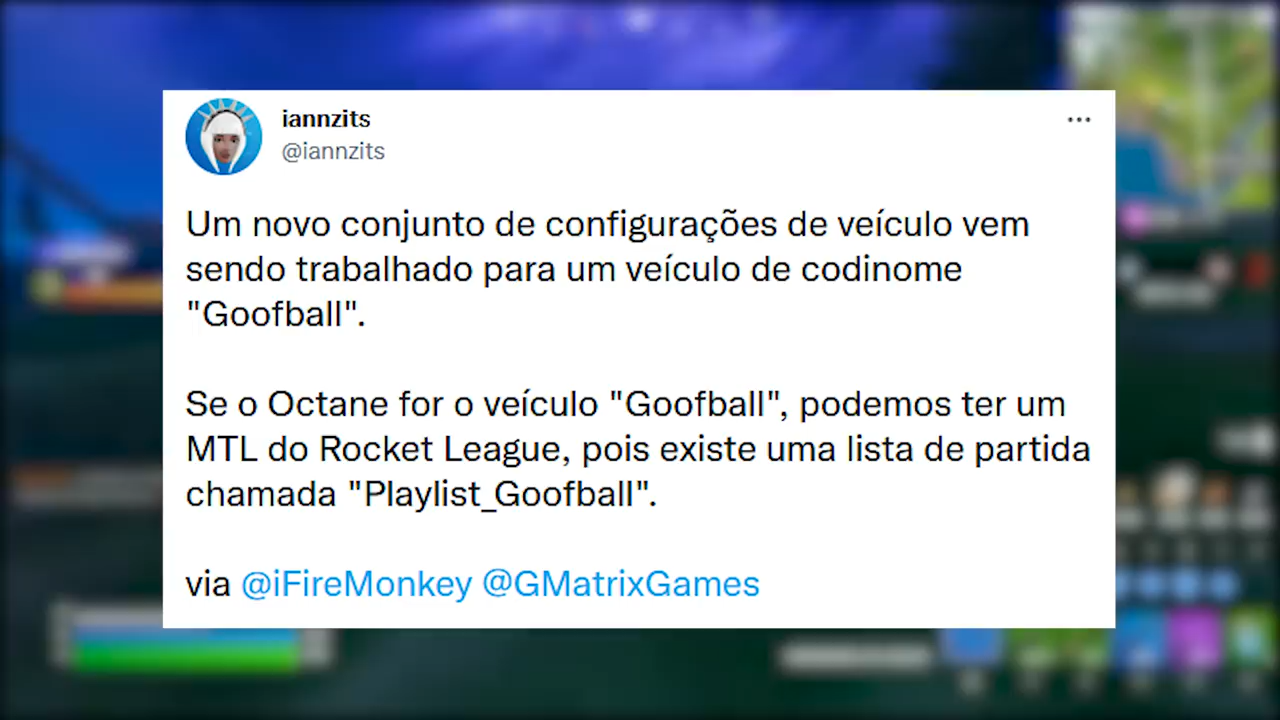 iannzits
@iannzits
Um novo conjunto de configurações de veículo vem
sendo trabalhado para um veículo de codinome
"Goofball".
Se o Octane for o veículo "Goofball", podemos ter um
MTL do Rocket League, pois existe uma lista de partida
chamada "Playlist_Goofball".
via @iFireMonkey @GMatrixGames